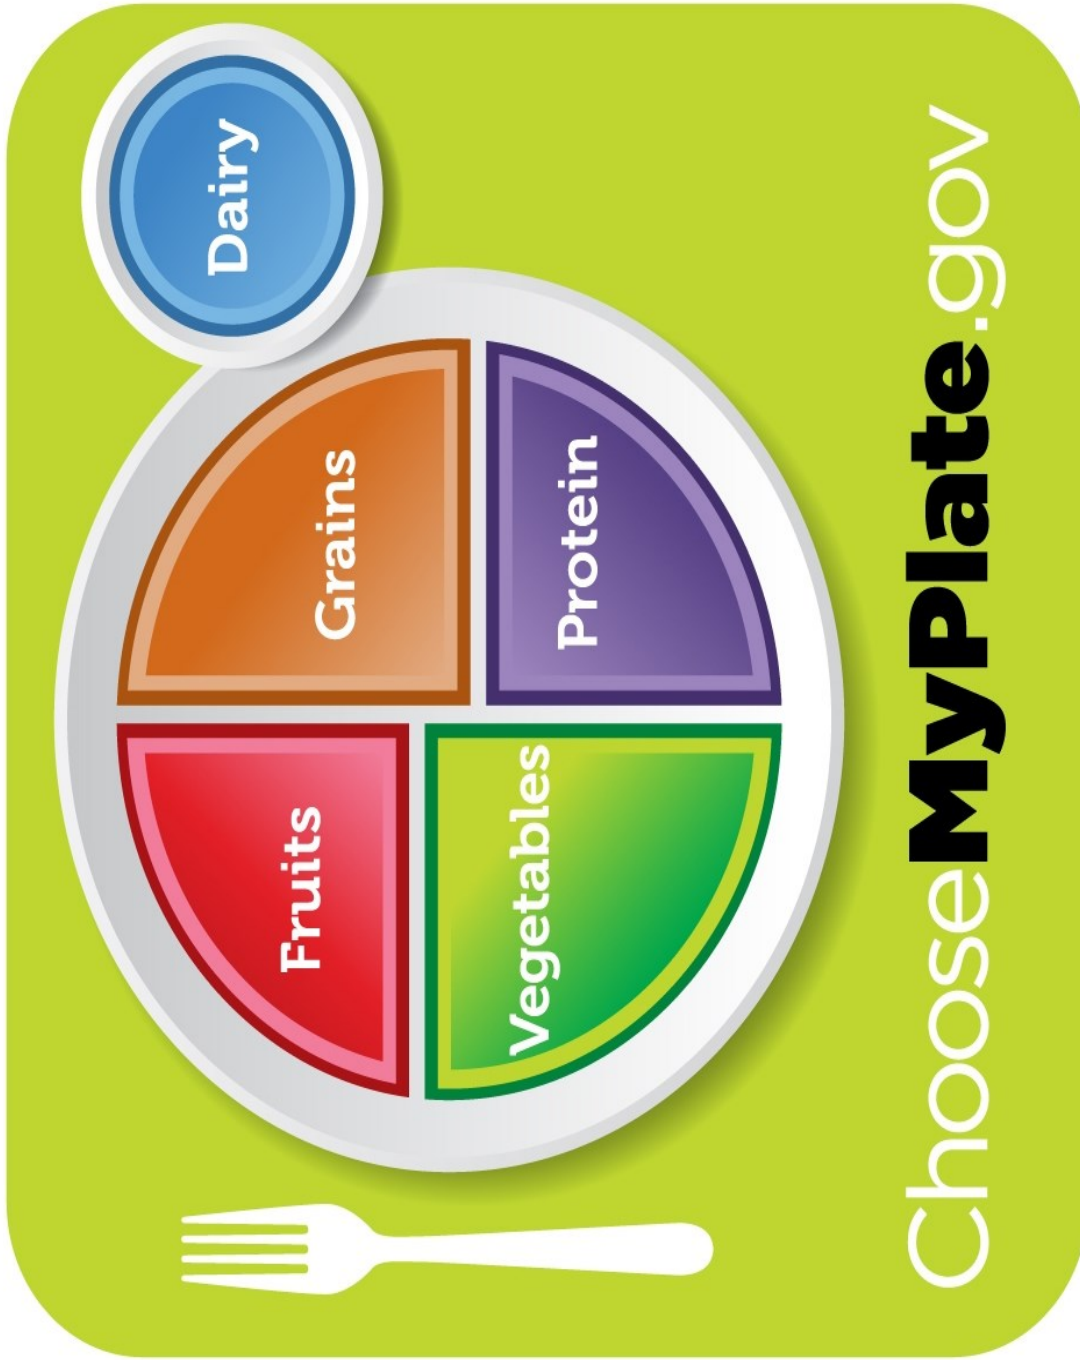 Dairy
Fruits
Grains
Vegetables
Protein
ChooseMyPlate.gov